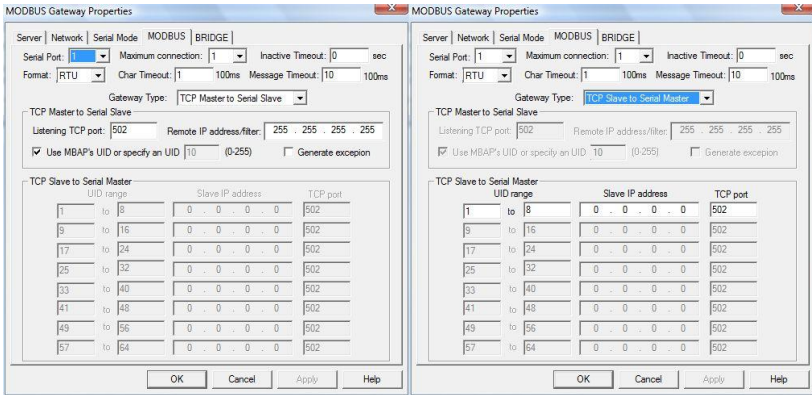 MODBUS Gateway Properties
Server | Network | Serial Mode | MODBUS | BRIDGE |
Serial Port: 1 Maximum connection: 1 Inactive Timeout: 0 sec
Format: RTU Char Timeout: 1 100ms Message Timeout: 10 100ms
Gateway Type: TCP Master to Serial Slave
TCP Master to Serial Slave
Listening TCP port: 502 Remote IP address/filter: 255 . 255 . 255 . 255
Use MBAP's UID or specify an UID 10 (0-255) Generate excepion
TCP Slave to Serial Master
UID range Slave IP address TCP port
1 to 8 0 . 0 . 0 . 0 502
9 to 16 0 . 0 . 0 . 0 502
17 to 24 0 . 0 . 0 . 0 502
25 to 32 0 . 0 . 0 . 0 502
33 to 40 0 . 0 . 0 . 0 502
41 to 48 0 . 0 . 0 . 0 502
49 to 56 0 . 0 . 0 . 0 502
57 to 64 0 . 0 . 0 . 0 502
OK Cancel Apply Help
MODBUS Gateway Properties
Server | Network | Serial Mode | MODBUS | BRIDGE |
Serial Port: 1 Maximum connection: 1 Inactive Timeout: 0 sec
Format: RTU Char Timeout: 1 100ms Message Timeout: 10 100ms
Gateway Type: TCP Slave to Serial Master
TCP Master to Serial Slave
Listening TCP port: 502 Remote IP address/filter: 255 . 255 . 255 . 255
Use MBAP's UID or specify an UID 10 (0-255) Generate excepion
TCP Slave to Serial Master
UID range Slave IP address TCP port
1 to 8 0 . 0 . 0 . 0 502
9 to 16 0 . 0 . 0 . 0 502
17 to 24 0 . 0 . 0 . 0 502
25 to 32 0 . 0 . 0 . 0 502
33 to 40 0 . 0 . 0 . 0 502
41 to 48 0 . 0 . 0 . 0 502
49 to 56 0 . 0 . 0 . 0 502
57 to 64 0 . 0 . 0 . 0 502
OK Cancel Apply Help